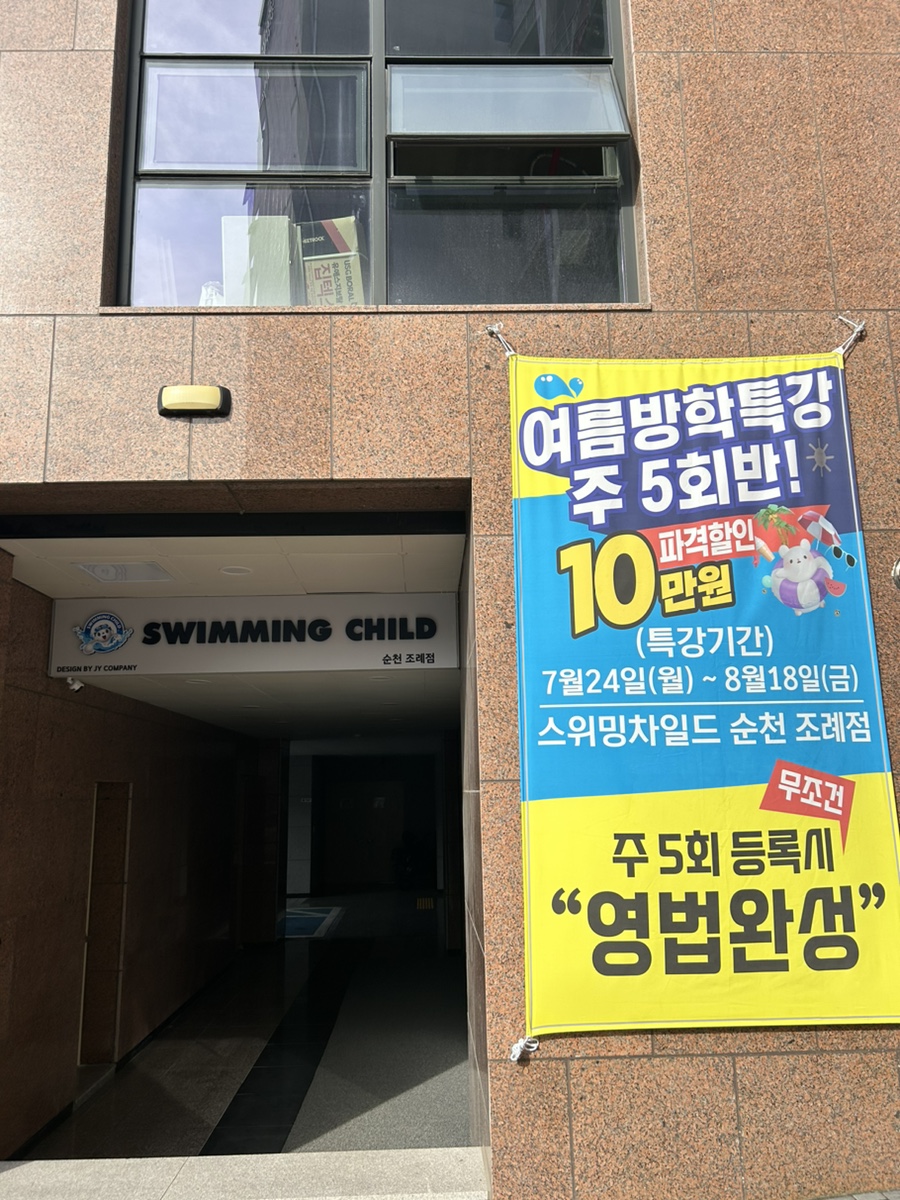 SWIMMING CHILD
순천 조례점
DESIGN BY JY COMPANY
여름방학특강
주 5회반!
파격할인
10만원
(특강기간)
7월24일(월) ~ 8월18일(금)
스위밍차일드 순천 조례점
무조건
주 5회 등록시
“영법완성”